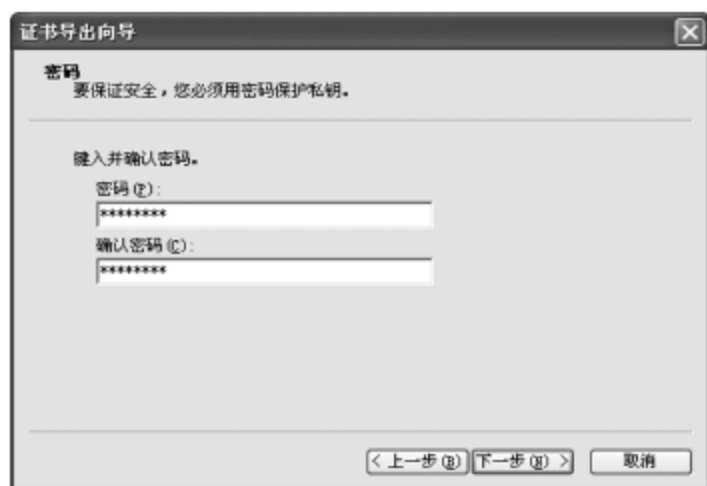 证书导出向导
密码
要保证安全，您必须用密码保护私钥。
键入并确认密码。
密码(P):
********
确认密码(C):
********
< 上一步(B) 下一步(N) > 取消